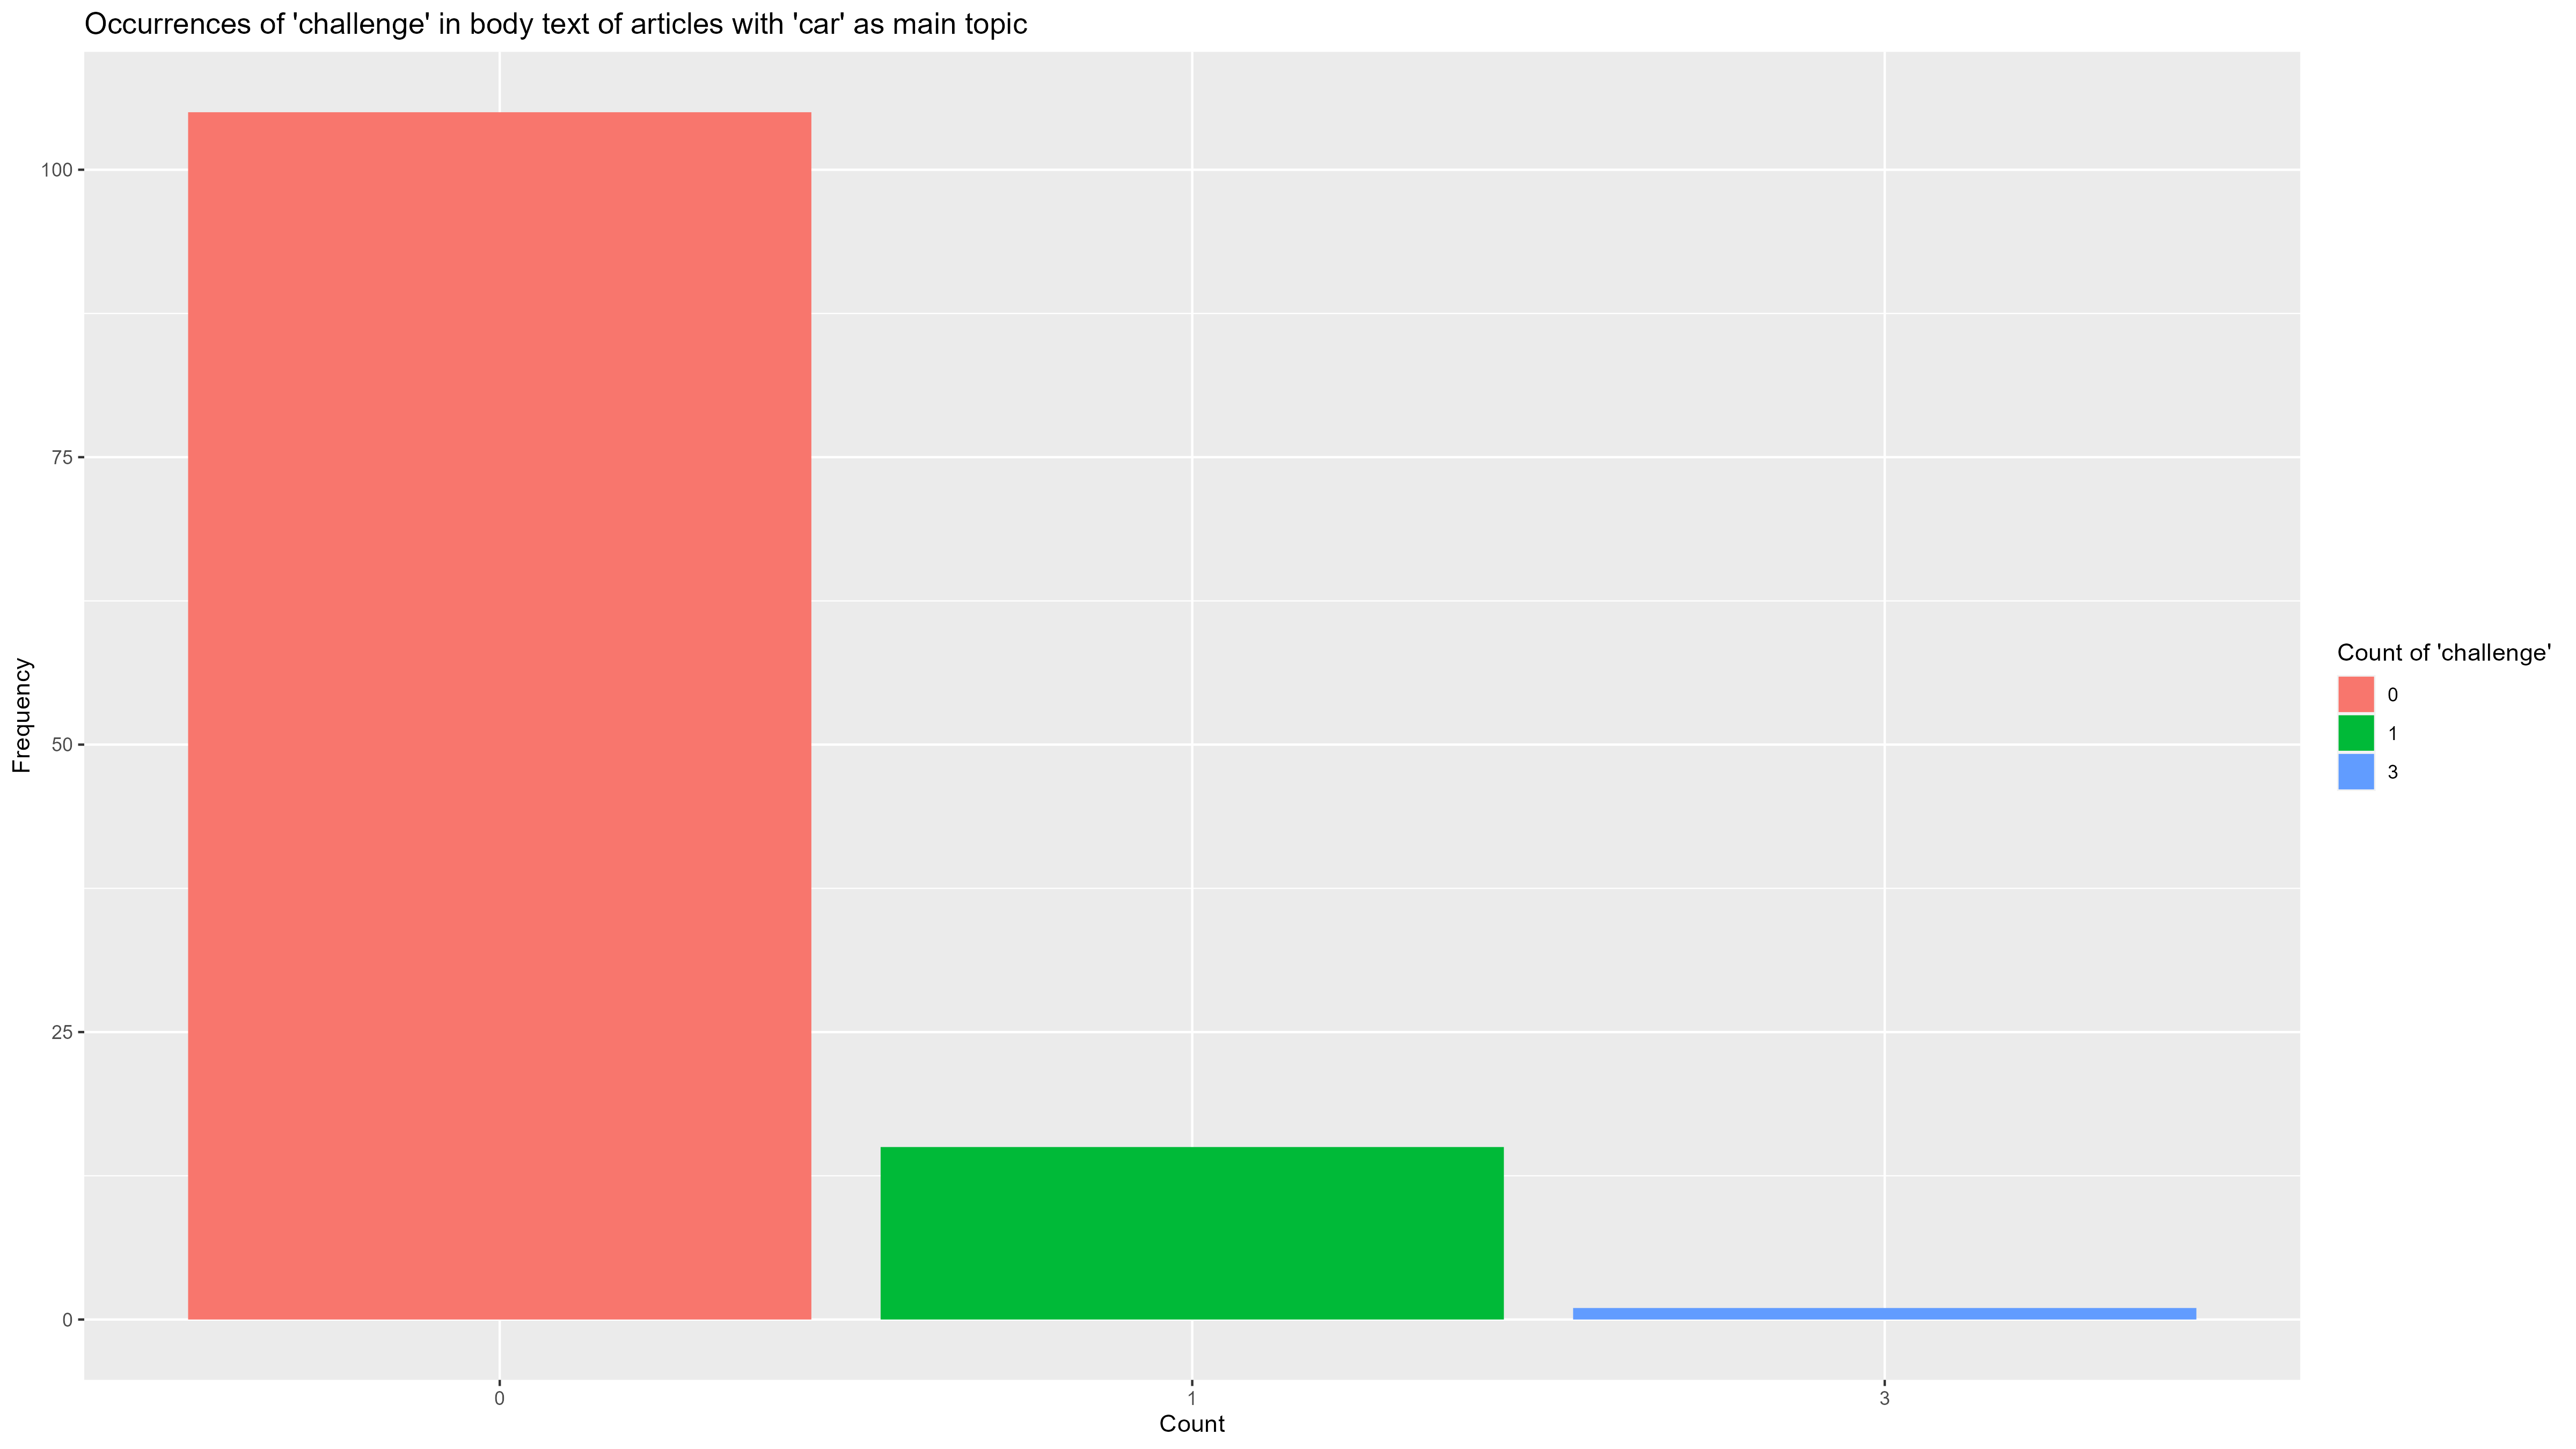 Occurrences of 'challenge' in body text of articles with 'car' as main topic
100
75
50
25
0
Frequency
0
1
3
Count
Count of 'challenge'
0
1
3